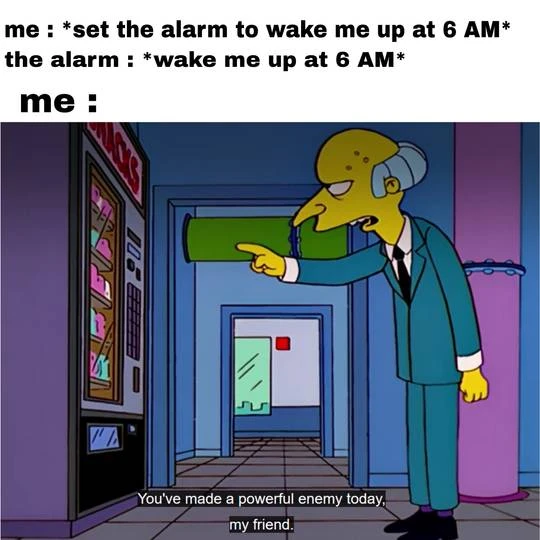 me : *set the alarm to wake me up at 6 AM*
the alarm : *wake me up at 6 AM*
me :
SNACKS
You've made a powerful enemy today,
my friend.